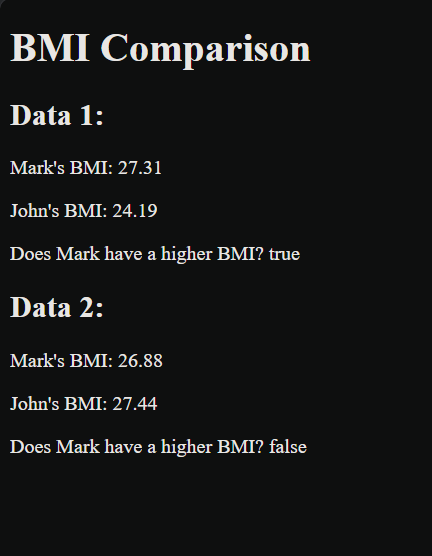 BMI Comparison
Data 1:
Mark's BMI: 27.31
John's BMI: 24.19
Does Mark have a higher BMI? true
Data 2:
Mark's BMI: 26.88
John's BMI: 27.44
Does Mark have a higher BMI? false